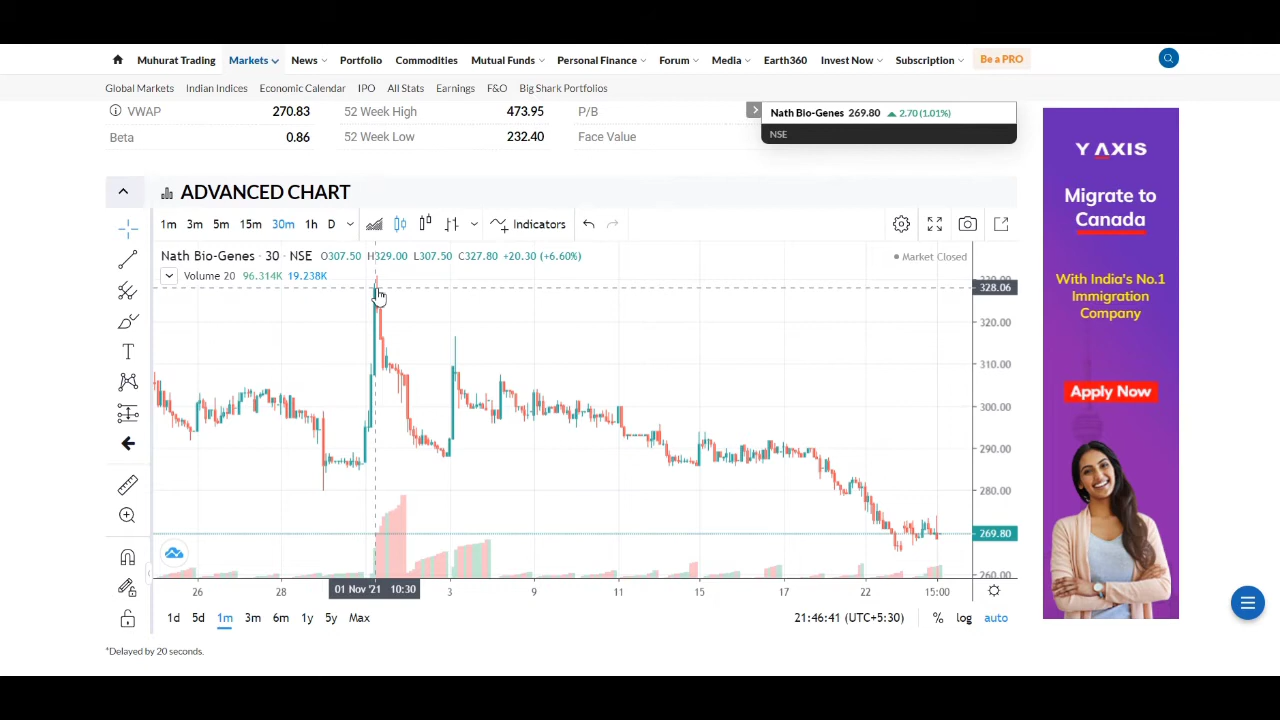 Muhurat Trading Markets News Portfolio Commodities Mutual Funds Personal Finance Forum Media Earth360 Invest Now Subscription Be a PRO
Global Markets Indian Indices Economic Calendar IPO All Stats Earnings F&O Big Shark Portfolios
VWAP 270.83 52 Week High 473.95 P/B
Beta 0.86 52 Week Low 232.40 Face Value
Nath Bio-Genes 269.80 2.70 (1.01%)
NSE
ADVANCED CHART
1m 3m 5m 15m 30m 1h D Indicators
Nath Bio-Genes · 30 · NSE O307.50 H329.00 L307.50 C327.80 +20.30 (+6.60%)
Market Closed
Volume 20 96.314K 19.238K
330.00
328.06
320.00
310.00
300.00
290.00
280.00
269.80
260.00
26 28 01 Nov '21 10:30 3 9 11 15 17 22 15:00
1d 5d 1m 3m 6m 1y 5y Max 21:46:41 (UTC+5:30) % log auto
*Delayed by 20 seconds.
Y AXIS
Migrate to
Canada
With India's No.1
Immigration
Company
Apply Now